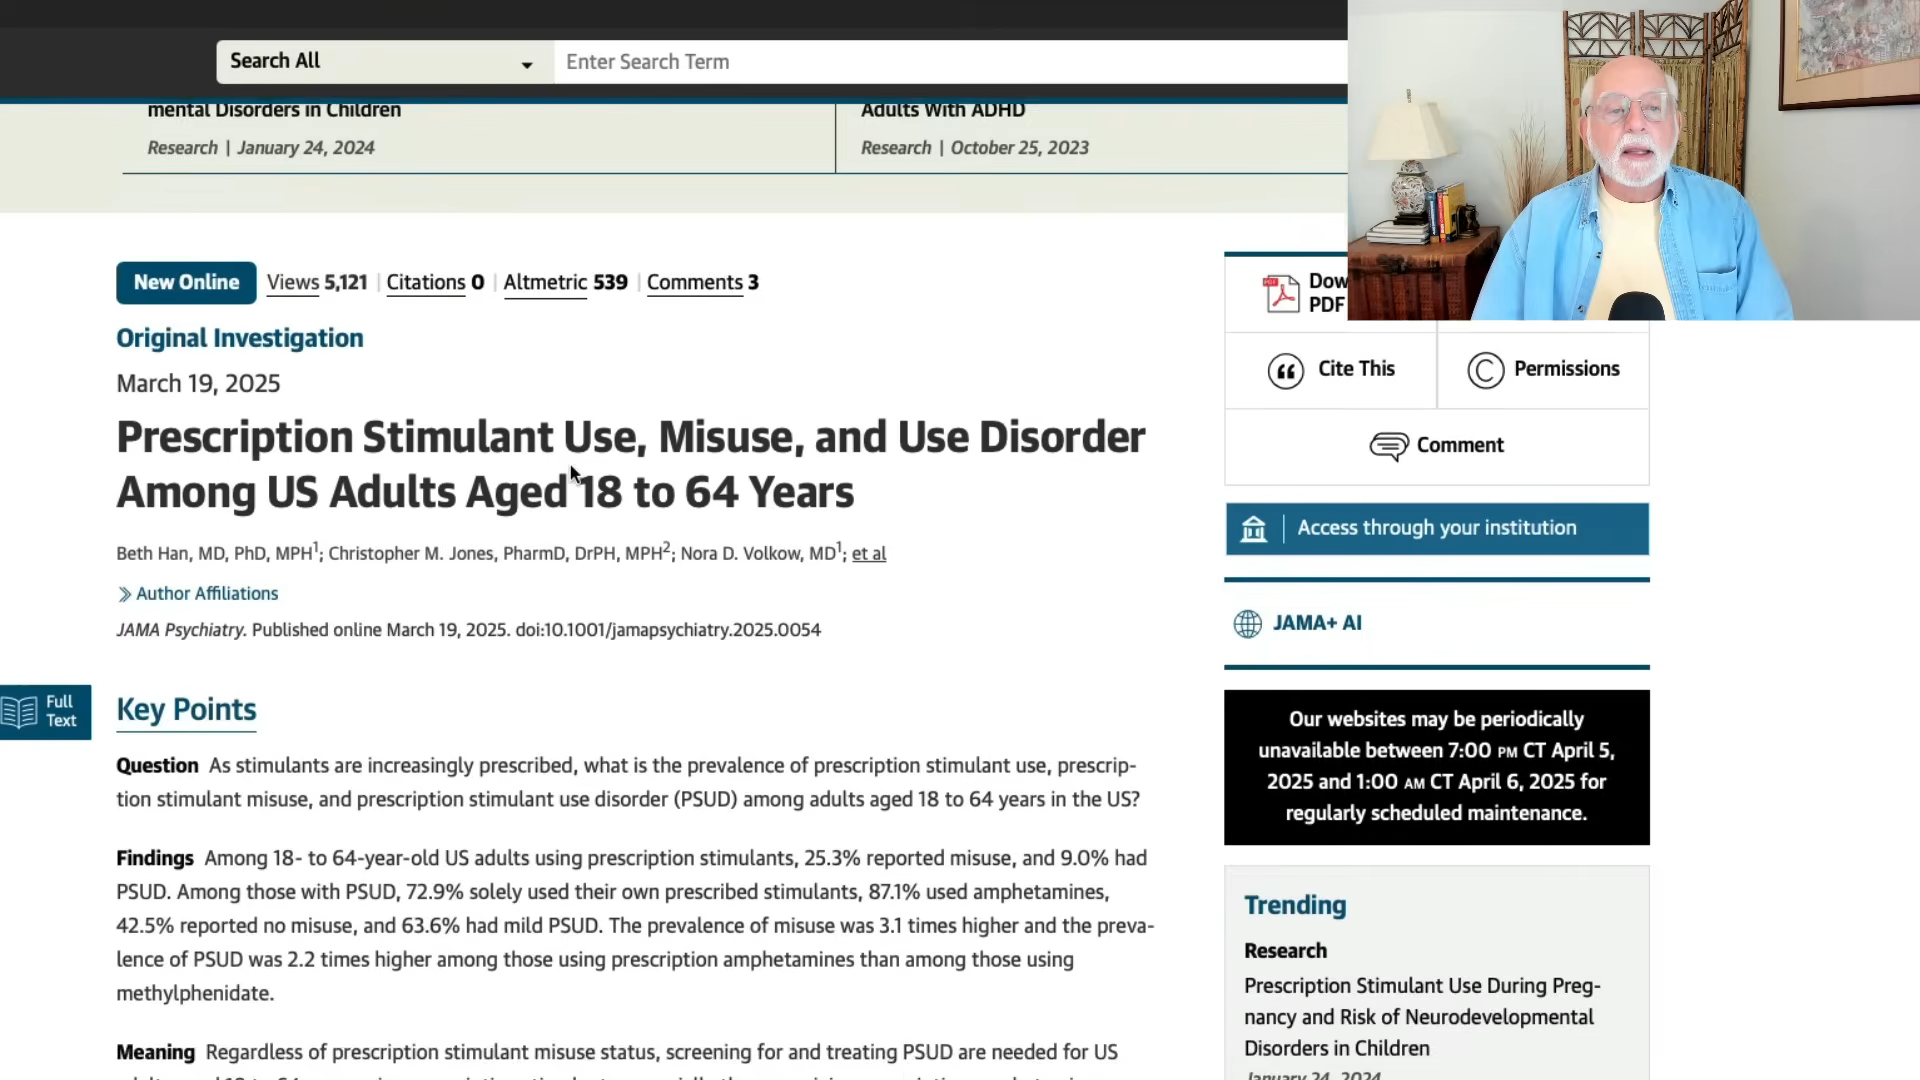 Search All
Enter Search Term
mental Disorders in Children
Research | January 24, 2024
Adults With ADHD
Research | October 25, 2023
New Online Views 5,121 | Citations 0 | Altmetric 539 | Comments 3
Original Investigation
March 19, 2025
Prescription Stimulant Use, Misuse, and Use Disorder
Among US Adults Aged 18 to 64 Years
Beth Han, MD, PhD, MPH1; Christopher M. Jones, PharmD, DrPH, MPH2; Nora D. Volkow, MD1; et al
Author Affiliations
JAMA Psychiatry. Published online March 19, 2025. doi:10.1001/jamapsychiatry.2025.0054
Full
Text
Key Points
Question As stimulants are increasingly prescribed, what is the prevalence of prescription stimulant use, prescrip-
tion stimulant misuse, and prescription stimulant use disorder (PSUD) among adults aged 18 to 64 years in the US?
Findings Among 18- to 64-year-old US adults using prescription stimulants, 25.3% reported misuse, and 9.0% had
PSUD. Among those with PSUD, 72.9% solely used their own prescribed stimulants, 87.1% used amphetamines,
42.5% reported no misuse, and 63.6% had mild PSUD. The prevalence of misuse was 3.1 times higher and the preva-
lence of PSUD was 2.2 times higher among those using prescription amphetamines than among those using
methylphenidate.
Meaning Regardless of prescription stimulant misuse status, screening for and treating PSUD are needed for US
PDF
Dow
PDF
Cite This
Permissions
Comment
Access through your institution
JAMA+ AI
Our websites may be periodically
unavailable between 7:00 PM CT April 5,
2025 and 1:00 AM CT April 6, 2025 for
regularly scheduled maintenance.
Trending
Research
Prescription Stimulant Use During Preg-
nancy and Risk of Neurodevelopmental
Disorders in Children
January 24, 2024